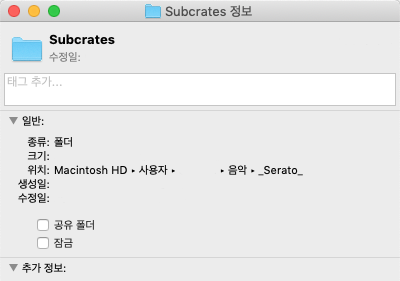 Subcrates 정보
Subcrates
수정일:
태그 추가...
▼ 일반:
종류: 폴더
크기:
위치: Macintosh HD ▸ 사용자 ▸ ▸ 음악 ▸ _Serato_
생성일:
수정일:
공유 폴더
잠금
▼ 추가 정보: